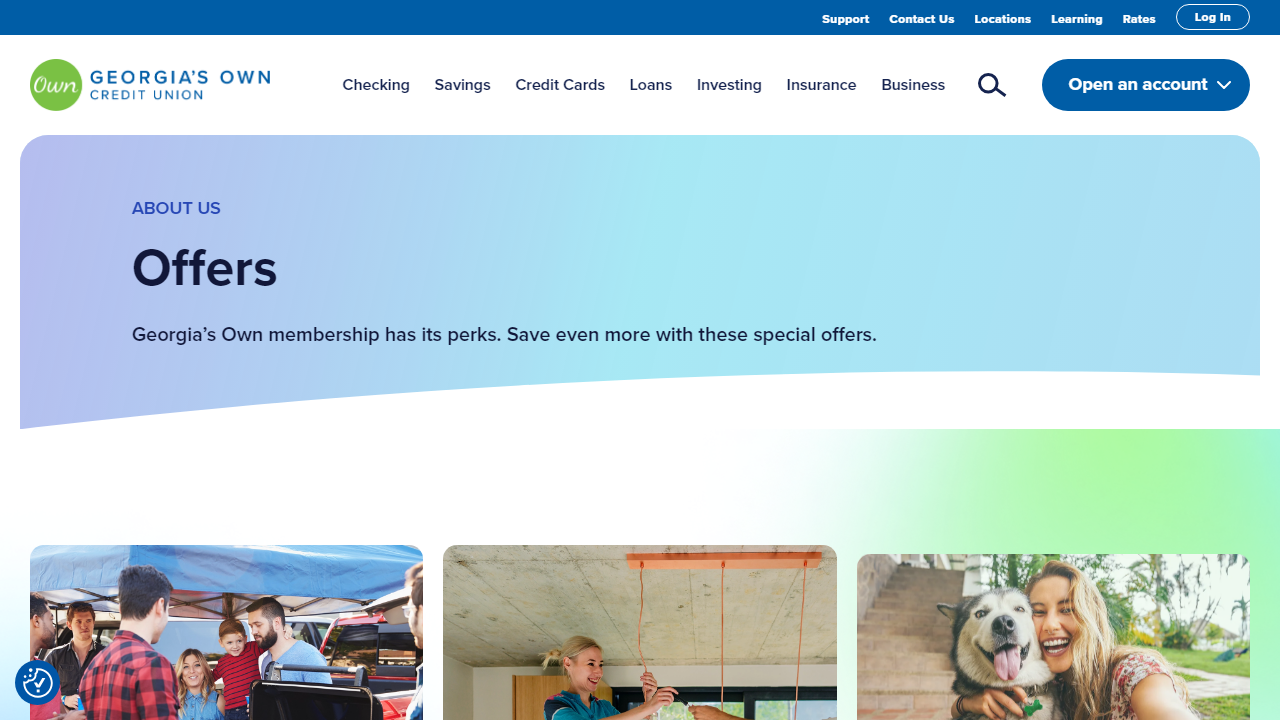 Support Contact Us Locations Learning Rates Log In
Own GEORGIA'S OWN
CREDIT UNION
Checking Savings Credit Cards Loans Investing Insurance Business Open an account
ABOUT US
Offers
Georgia’s Own membership has its perks. Save even more with these special offers.